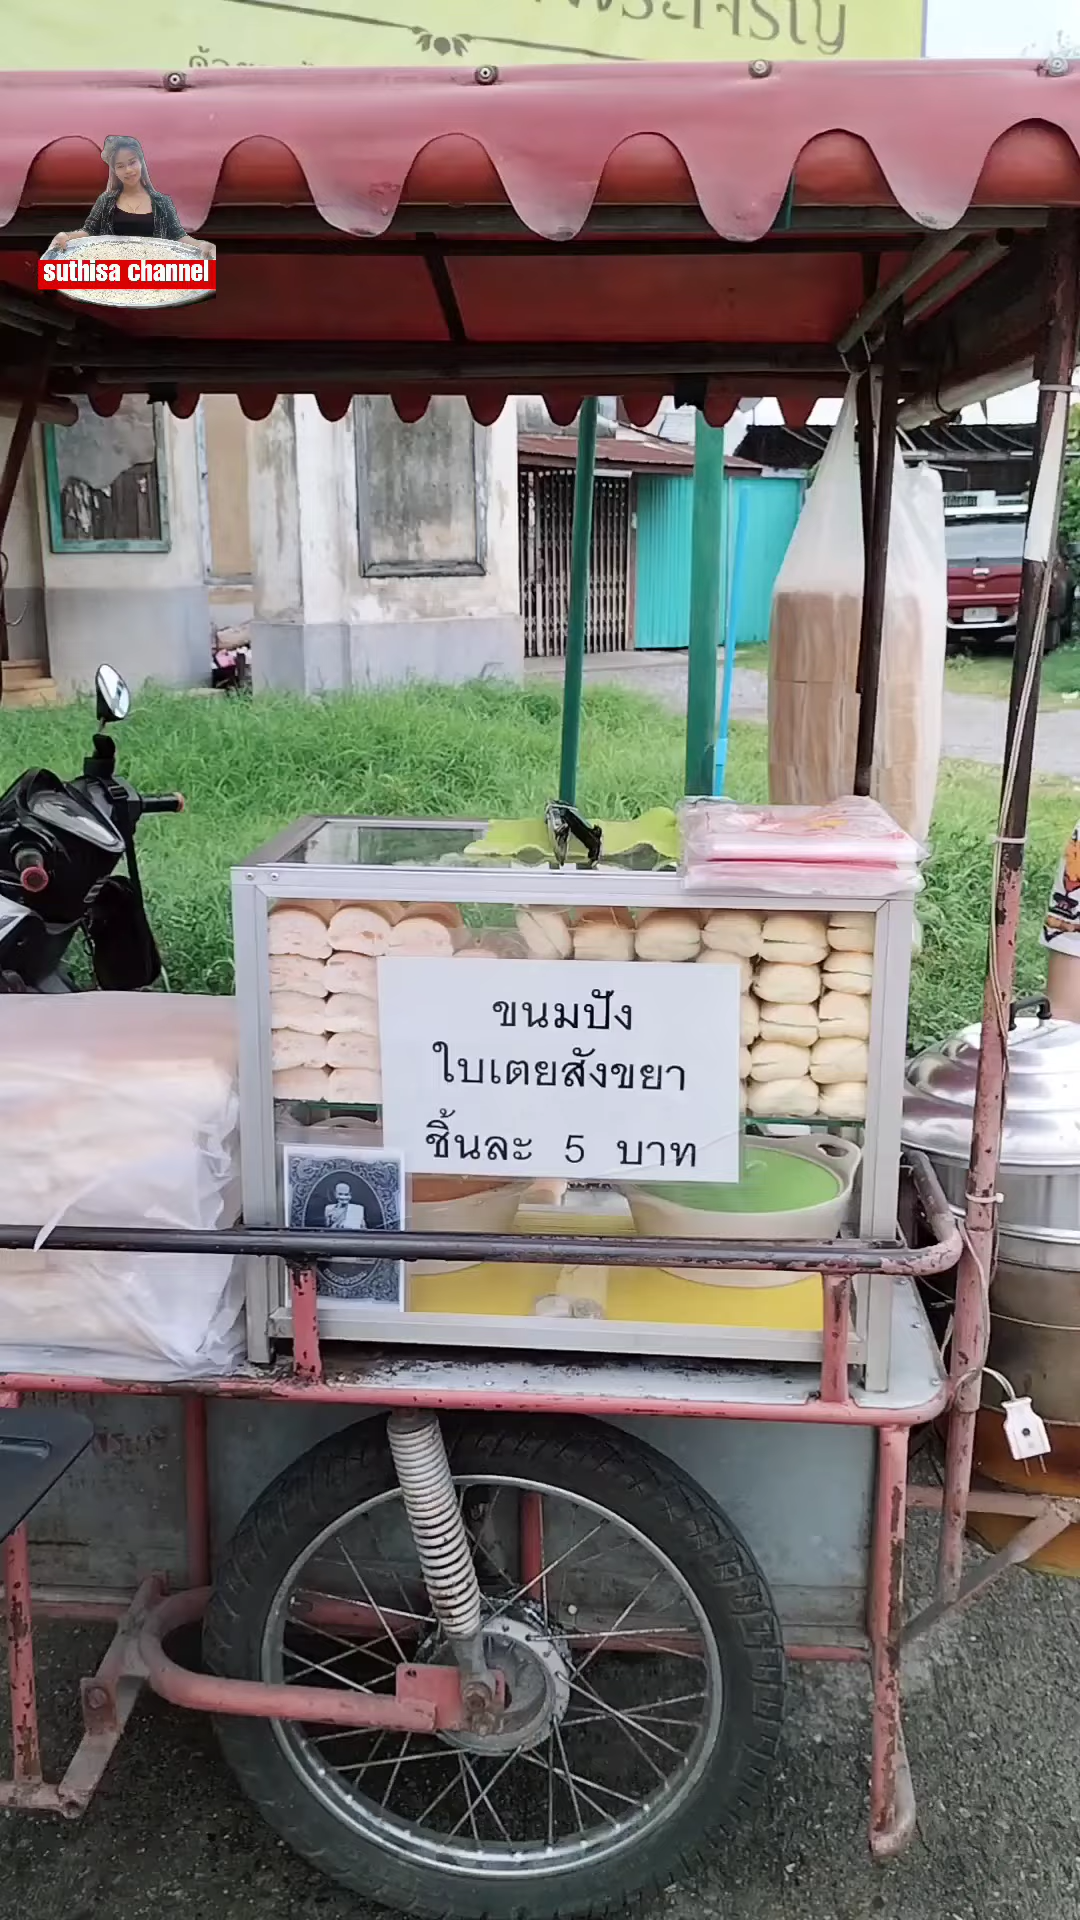 suthisa channel
ขนมปัง
ใบเตยสังขยา
ชิ้นละ 5 บาท